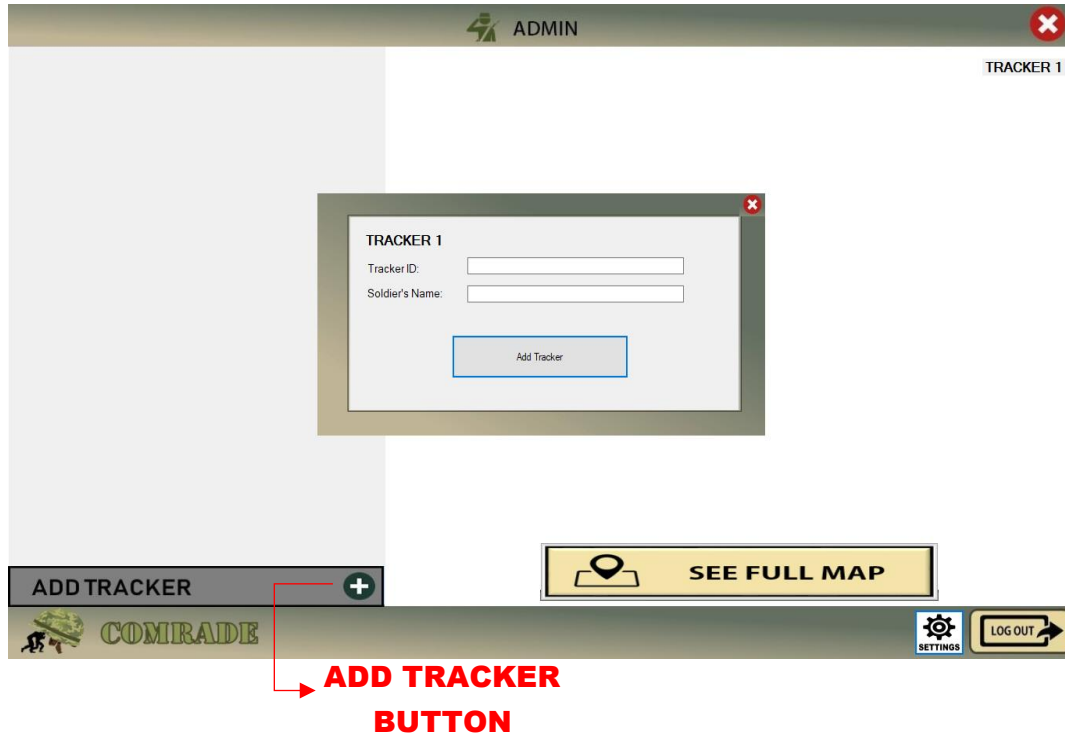 ADMIN
TRACKER 1
TRACKER 1
Tracker ID:
Soldier's Name:
Add Tracker
SEE FULL MAP
ADD TRACKER
COMRADE
SETTINGS
LOG OUT
ADD TRACKER
BUTTON